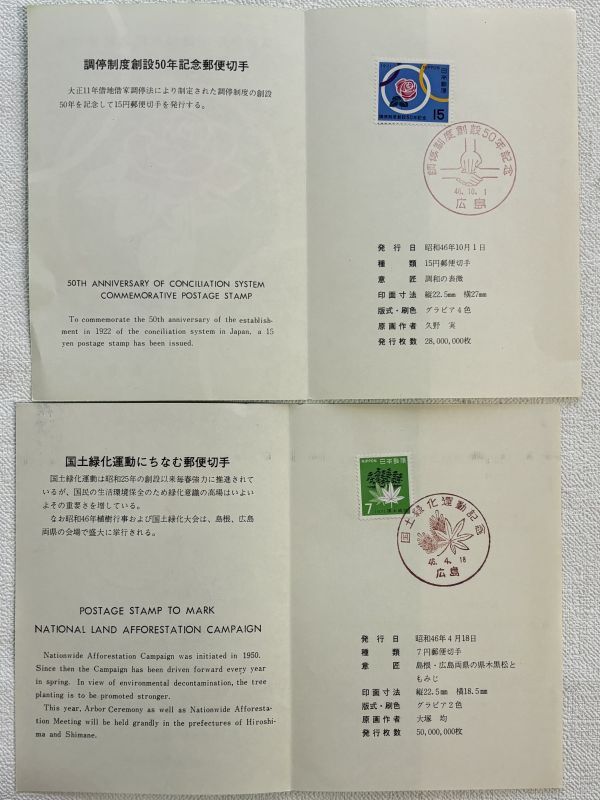 調停制度創設50年記念郵便切手
大正11年借地借家調停法により制定された調停制度の創設
50年を記念して15円郵便切手を発行する。
50TH ANNIVERSARY OF CONCILIATION SYSTEM
COMMEMORATIVE POSTAGE STAMP
To commemorate the 50th anniversary of the establish-
ment in 1922 of the conciliation system in Japan, a 15
yen postage stamp has been issued.
NIPPON
日本郵便
調停制度創設50年記念
15
調停制度創設50年記念
46.10.1
広島
発行日 昭和46年10月1日
種類 15円郵便切手
意匠 調和の表徴
印面寸法 縦22.5mm 横27mm
版式・刷色 グラビア4色
原画作者 久野 実
発行枚数 28,000,000枚
国土緑化運動にちなむ郵便切手
国土緑化運動は昭和25年の創設以来毎春強力に推進されて
いるが、国民の生活環境保全のため緑化意識の高場はいよい
よその重要さを増している。
なお昭和46年植樹行事および国土緑化大会は、島根、広島
両県の会場で盛大に挙行される。
POSTAGE STAMP TO MARK
NATIONAL LAND AFFORESTATION CAMPAIGN
Nationwide Afforestation Campaign was initiated in 1950.
Since then the Campaign has been driven forward every year
in spring. In view of environmental decontamination, the tree
planting is to be promoted stronger.
This year, Arbor Ceremony as well as Nationwide Afforesta-
tion Meeting will be held grandly in the prefectures of Hiroshi-
ma and Shimane.
NIPPON 日本郵便
7
国土緑化運動記念
46.4.18
広島
発行日 昭和46年4月18日
種類 7円郵便切手
意匠 島根・広島両県の県木黒松と
もみじ
印面寸法 縦22.5mm 横18.5mm
版式・刷色 グラビア2色
原画作者 大塚 均
発行枚数 50,000,000枚